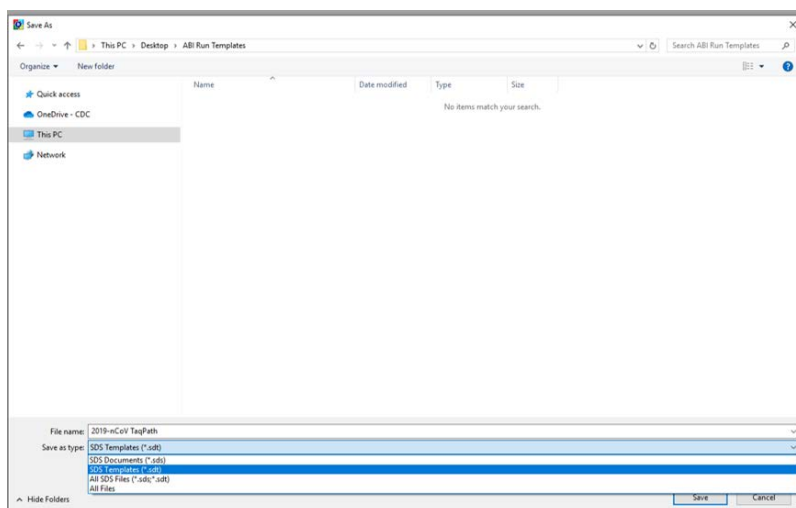 Save As
This PC > Desktop > ABI Run Templates
Search ABI Run Templates
Organize
New folder
Name
Date modified
Type
Size
No items match your search.
Quick access
OneDrive - CDC
This PC
Network
File name: 2019-nCoV TaqPath
Save as type: SDS Templates (*.sdt)
SDS Documents (*.sds)
SDS Templates (*.sdt)
All SDS Files (*.sds;*.sdt)
All Files
Hide Folders
Save
Cancel